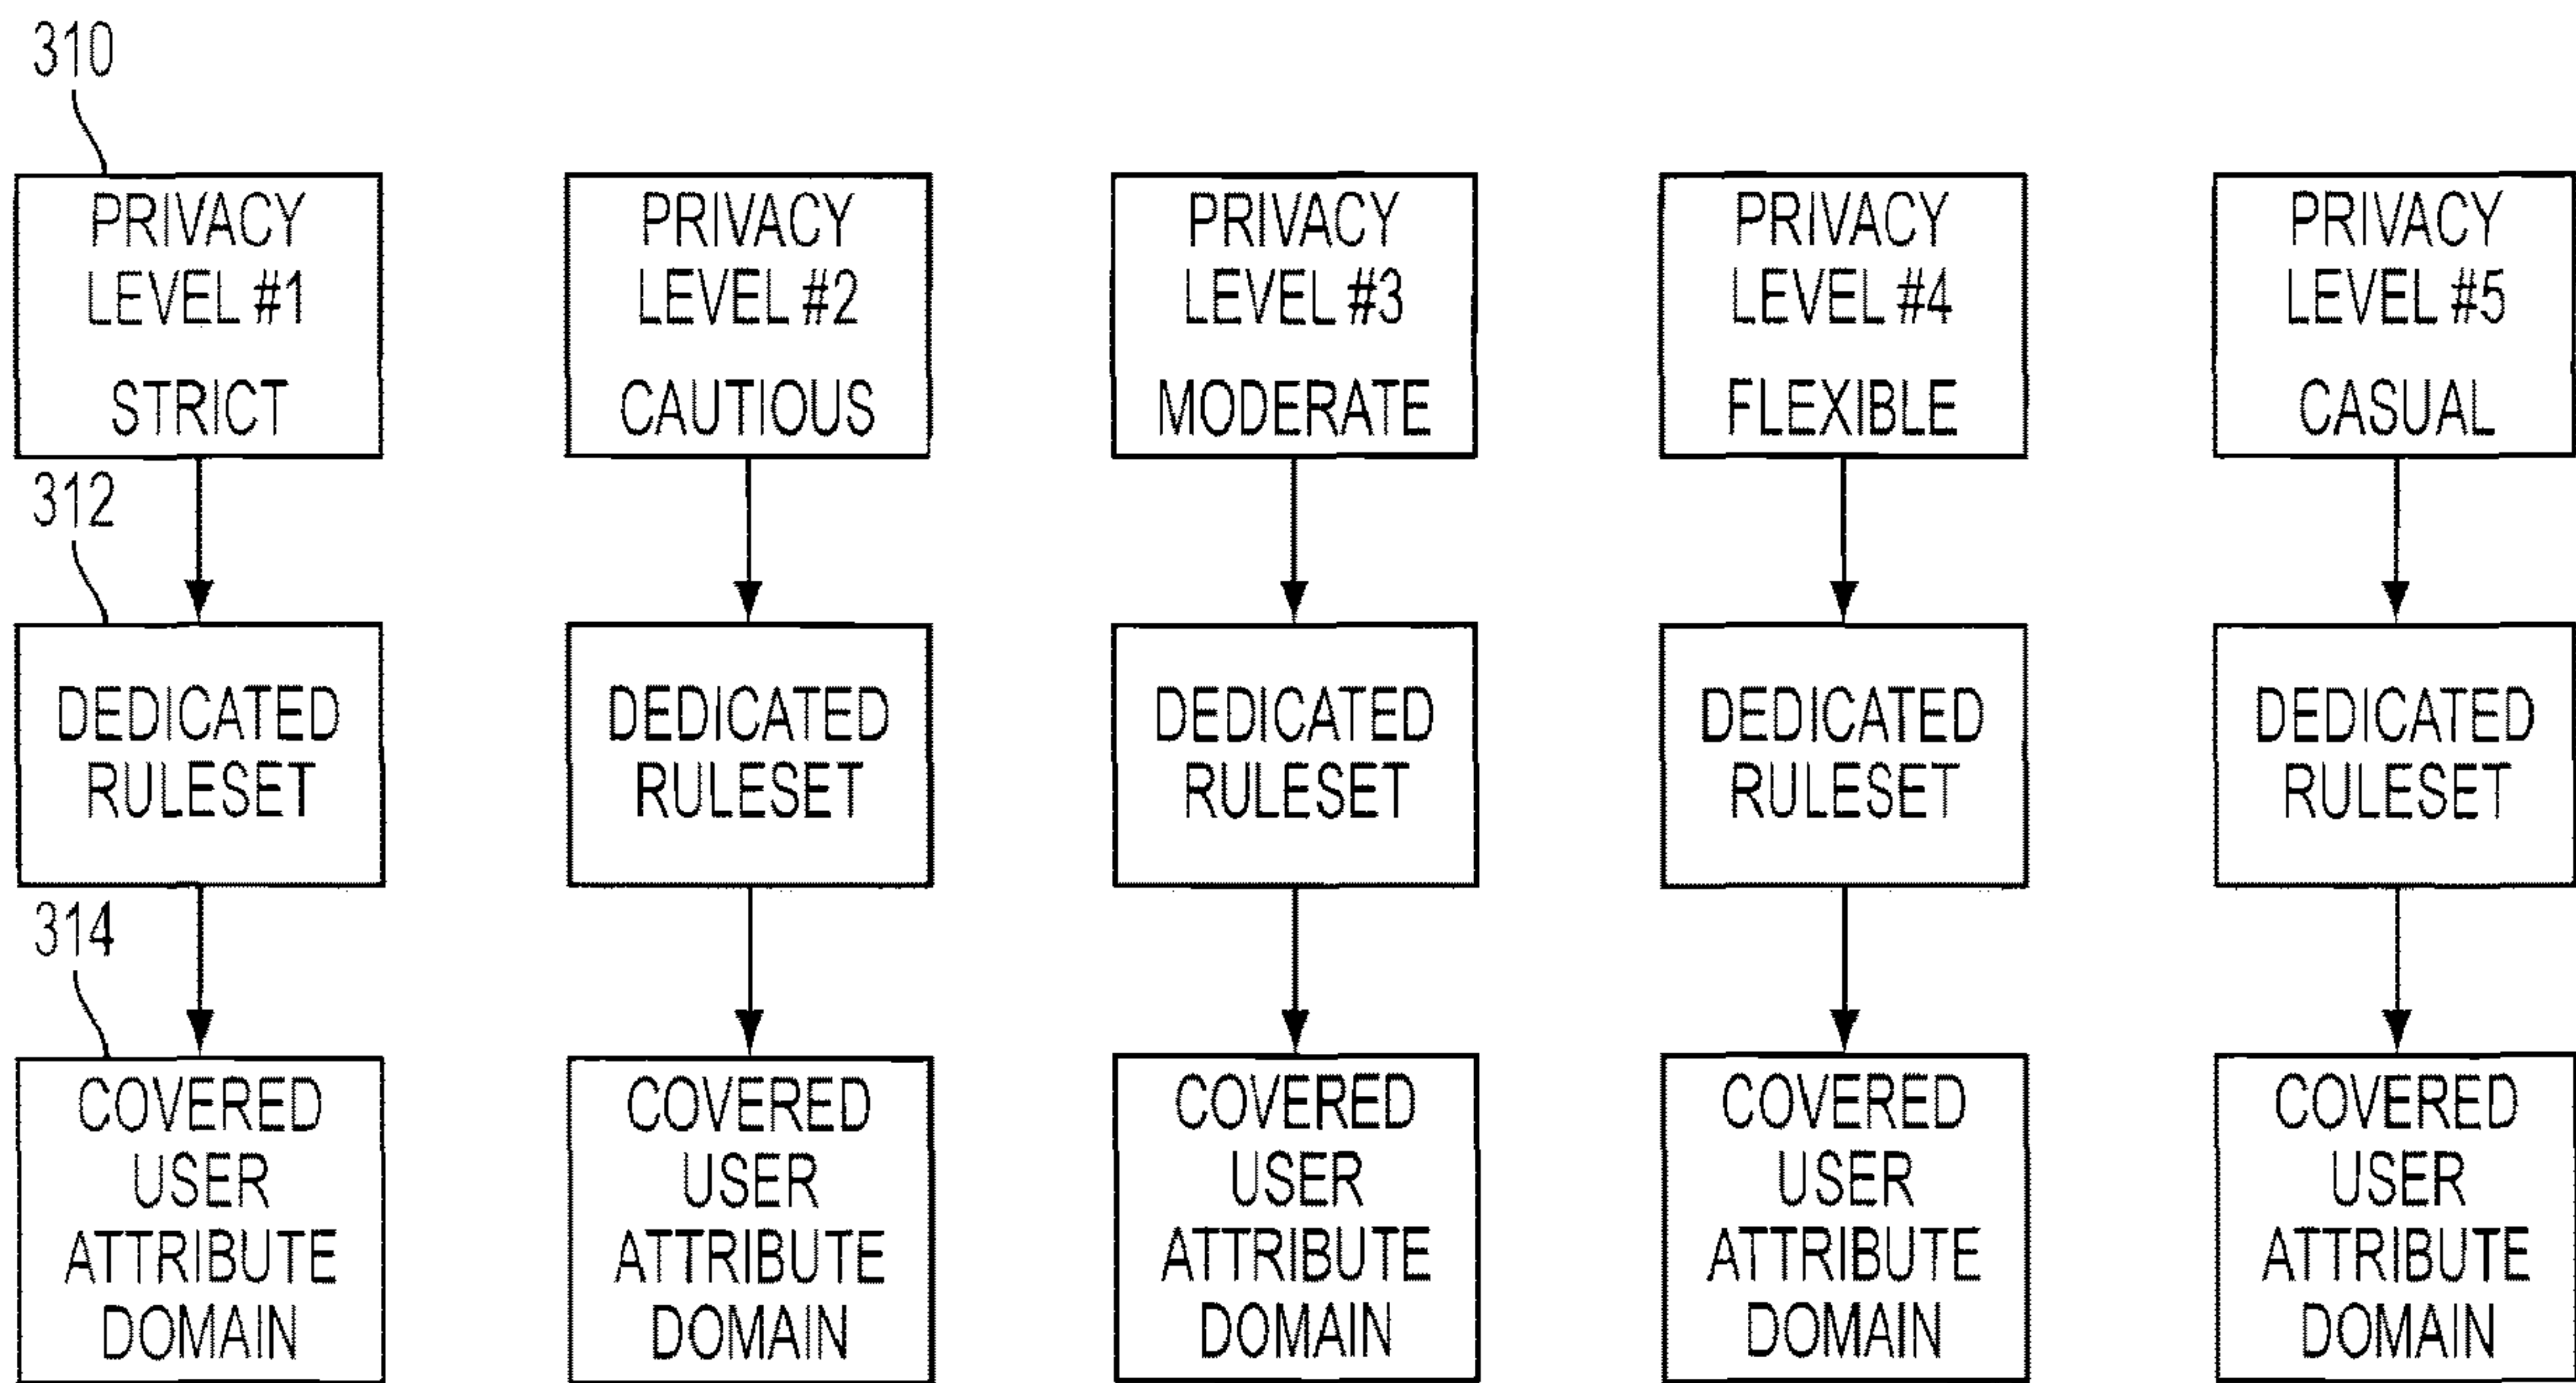 310
PRIVACY
LEVEL #1
STRICT
PRIVACY
LEVEL #2
CAUTIOUS
PRIVACY
LEVEL #3
MODERATE
PRIVACY
LEVEL #4
FLEXIBLE
PRIVACY
LEVEL #5
CASUAL
312
DEDICATED
RULESET
DEDICATED
RULESET
DEDICATED
RULESET
DEDICATED
RULESET
DEDICATED
RULESET
314
COVERED
USER
ATTRIBUTE
DOMAIN
COVERED
USER
ATTRIBUTE
DOMAIN
COVERED
USER
ATTRIBUTE
DOMAIN
COVERED
USER
ATTRIBUTE
DOMAIN
COVERED
USER
ATTRIBUTE
DOMAIN